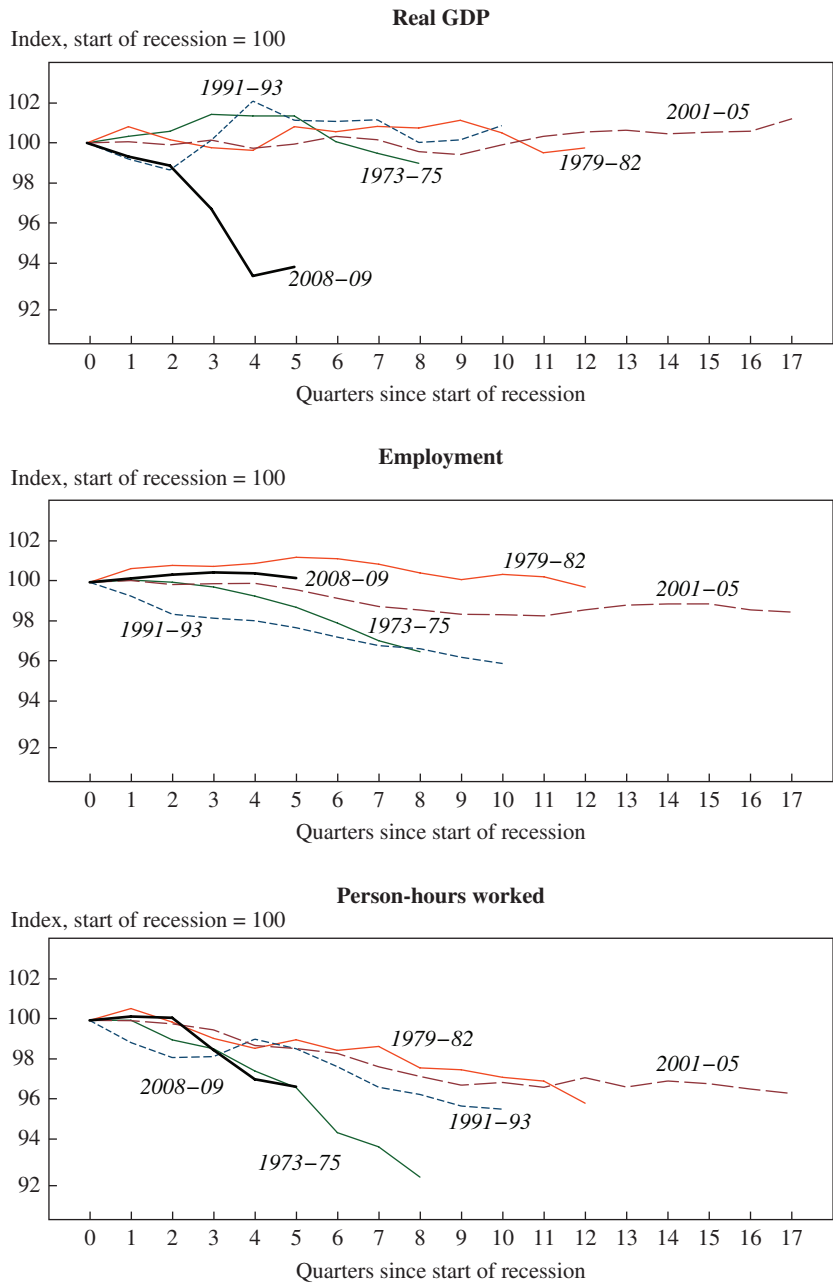 Real GDP
Index, start of recession = 100
102
100
98
96
94
92
1991–93
2001–05
1973–75
1979–82
2008–09
0 1 2 3 4 5 6 7 8 9 10 11 12 13 14 15 16 17
Quarters since start of recession
Employment
Index, start of recession = 100
102
100
98
96
94
92
1979–82
2008–09
2001–05
1991–93
1973–75
0 1 2 3 4 5 6 7 8 9 10 11 12 13 14 15 16 17
Quarters since start of recession
Person-hours worked
Index, start of recession = 100
102
100
98
96
94
92
1979–82
2001–05
2008–09
1991–93
1973–75
0 1 2 3 4 5 6 7 8 9 10 11 12 13 14 15 16 17
Quarters since start of recession